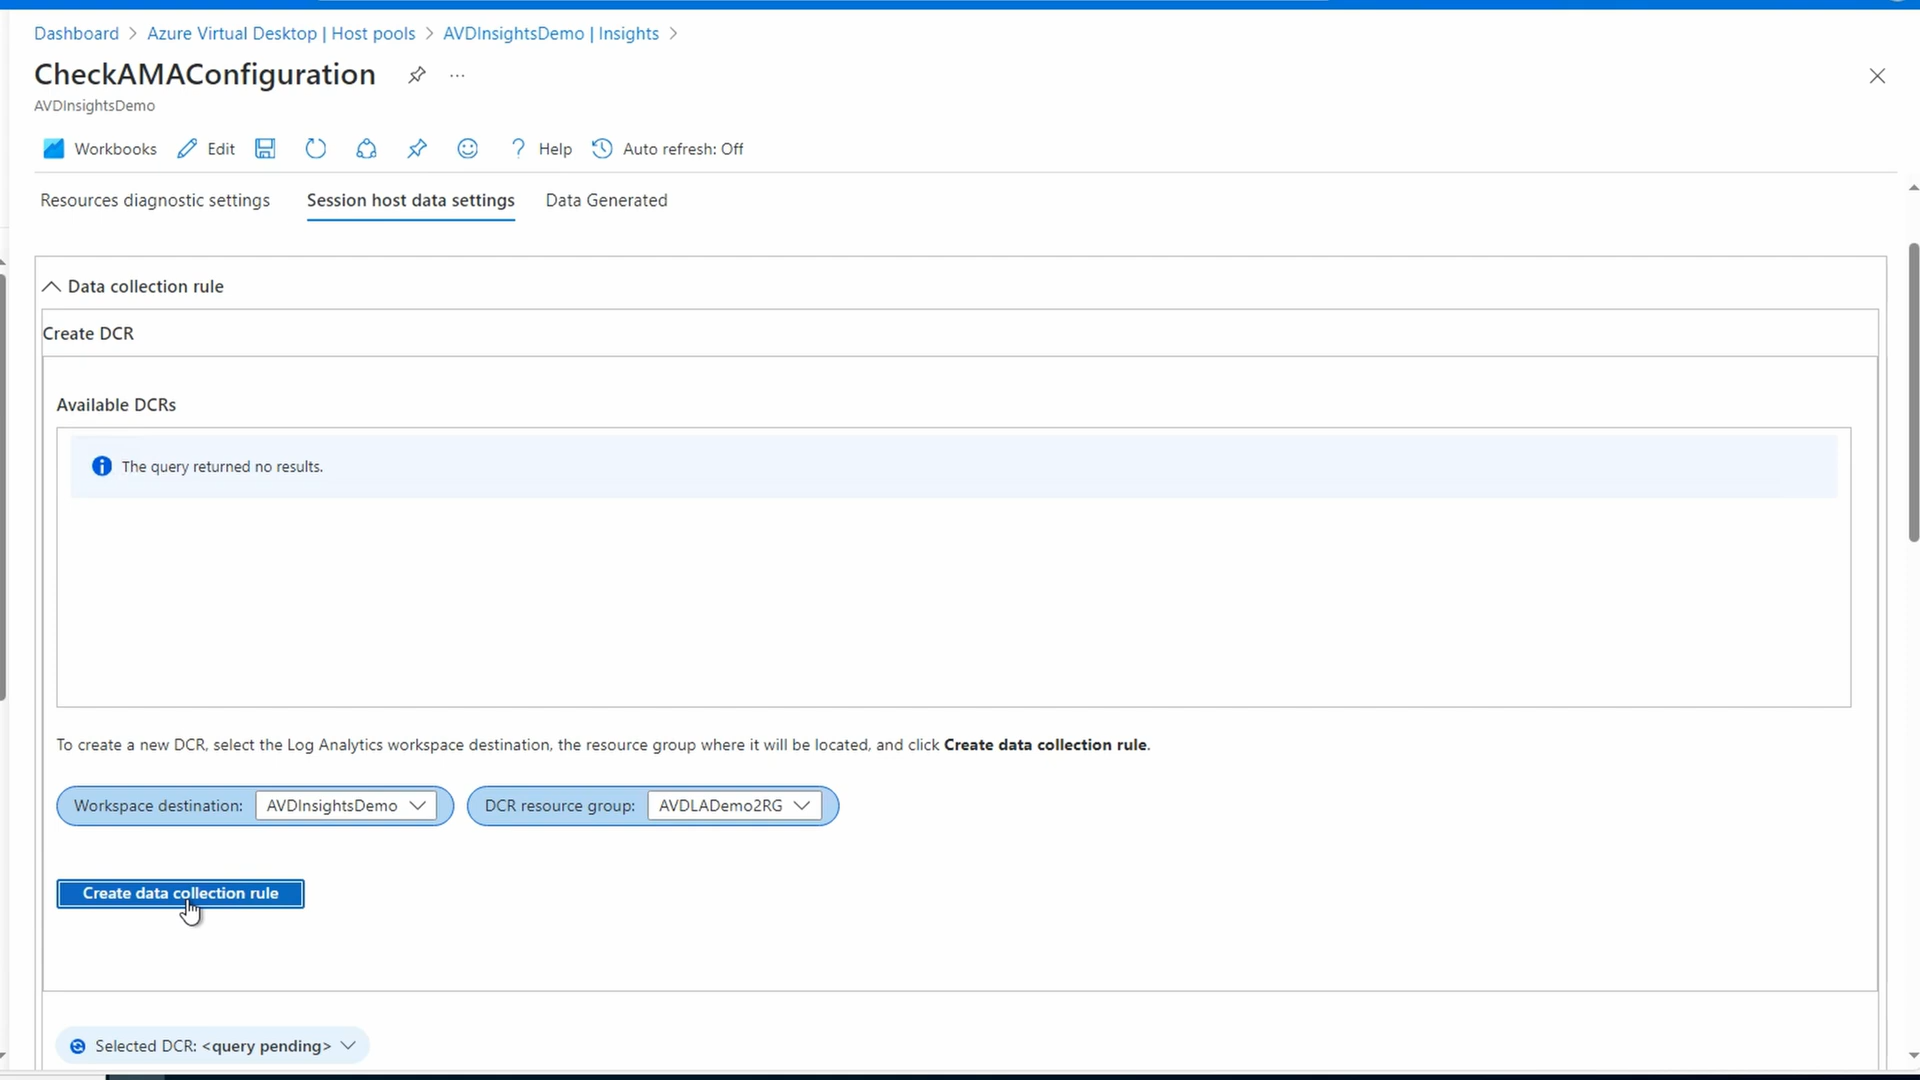 Dashboard > Azure Virtual Desktop | Host pools > AVDInsightsDemo | Insights >
CheckAMAConfiguration ...
AVDInsightsDemo
Workbooks Edit Help Auto refresh: Off
Resources diagnostic settings Session host data settings Data Generated
Data collection rule
Create DCR
Available DCRs
The query returned no results.
To create a new DCR, select the Log Analytics workspace destination, the resource group where it will be located, and click Create data collection rule.
Workspace destination: AVDInsightsDemo DCR resource group: AVDLADemo2RG
Create data collection rule
Selected DCR: <query pending>